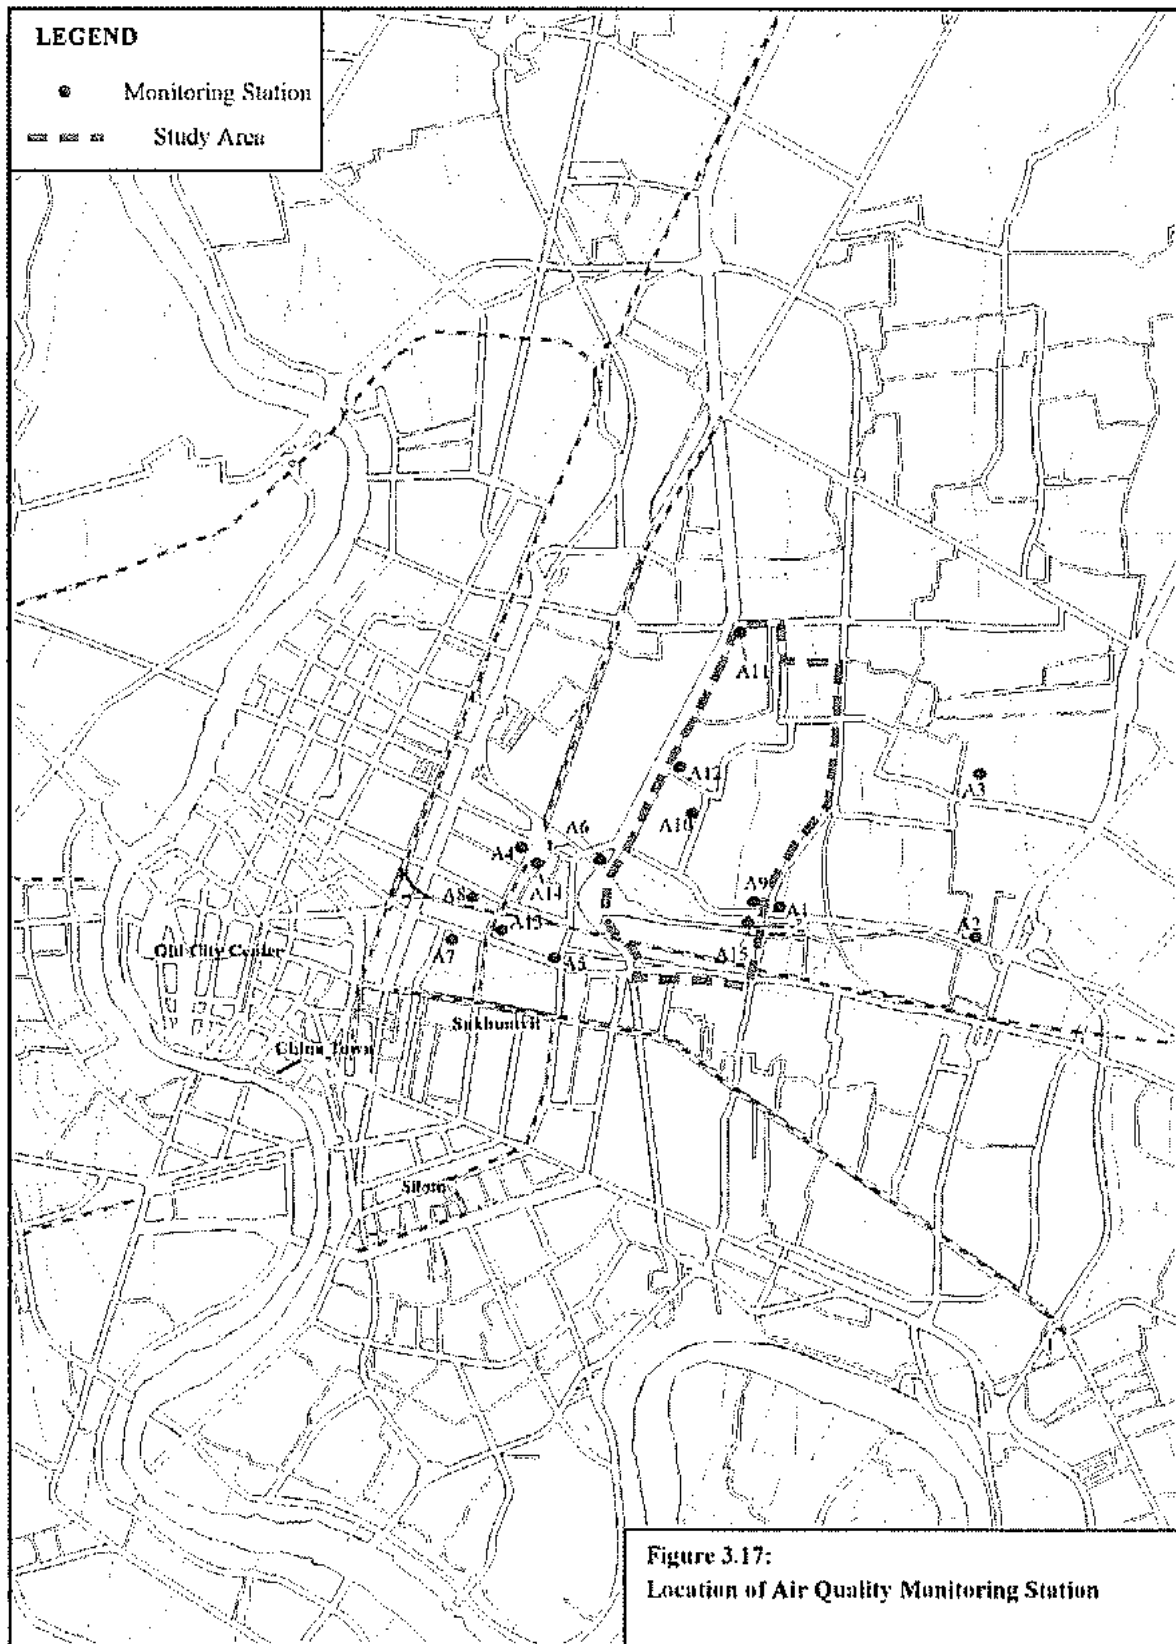 LEGEND
Monitoring Station
Study Area
A11
A12
A3
A10
A6
A4
A14
A9
A1
A8
A13
A2
A7
A15
A5
Old City Center
Sukhumvit
China Town
Silom
Figure 3.17:
Location of Air Quality Monitoring Station